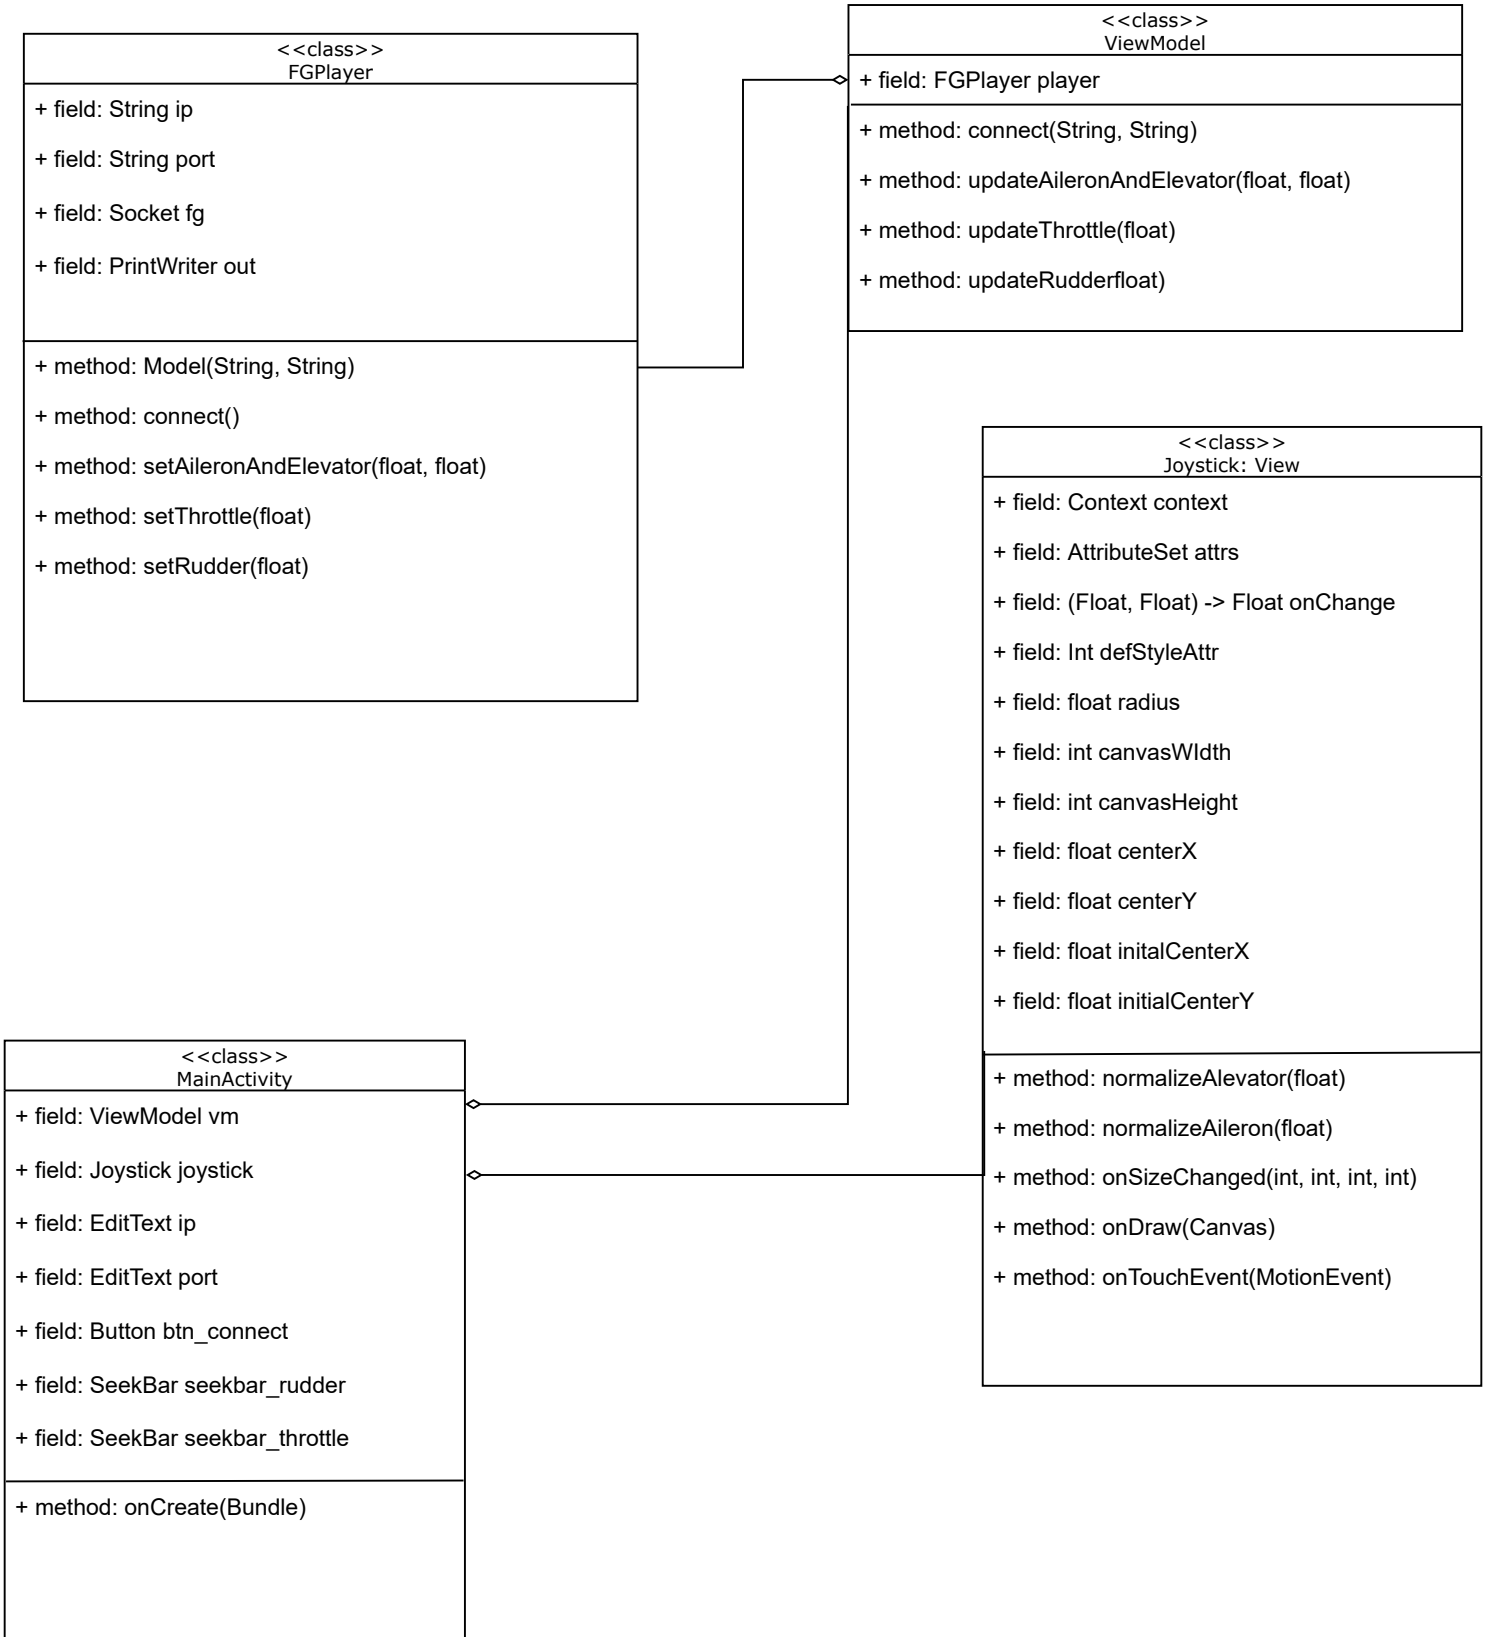 <<class>>
FGPlayer
+ field: String ip
+ field: String port
+ field: Socket fg
+ field: PrintWriter out
+ method: Model(String, String)
+ method: connect()
+ method: setAileronAndElevator(float, float)
+ method: setThrottle(float)
+ method: setRudder(float)
<<class>>
ViewModel
+ field: FGPlayer player
+ method: connect(String, String)
+ method: updateAileronAndElevator(float, float)
+ method: updateThrottle(float)
+ method: updateRudderfloat)
<<class>>
Joystick: View
+ field: Context context
+ field: AttributeSet attrs
+ field: (Float, Float) -> Float onChange
+ field: Int defStyleAttr
+ field: float radius
+ field: int canvasWIdth
+ field: int canvasHeight
+ field: float centerX
+ field: float centerY
+ field: float initalCenterX
+ field: float initialCenterY
+ method: normalizeAlevator(float)
+ method: normalizeAileron(float)
+ method: onSizeChanged(int, int, int, int)
+ method: onDraw(Canvas)
+ method: onTouchEvent(MotionEvent)
<<class>>
MainActivity
+ field: ViewModel vm
+ field: Joystick joystick
+ field: EditText ip
+ field: EditText port
+ field: Button btn_connect
+ field: SeekBar seekbar_rudder
+ field: SeekBar seekbar_throttle
+ method: onCreate(Bundle)